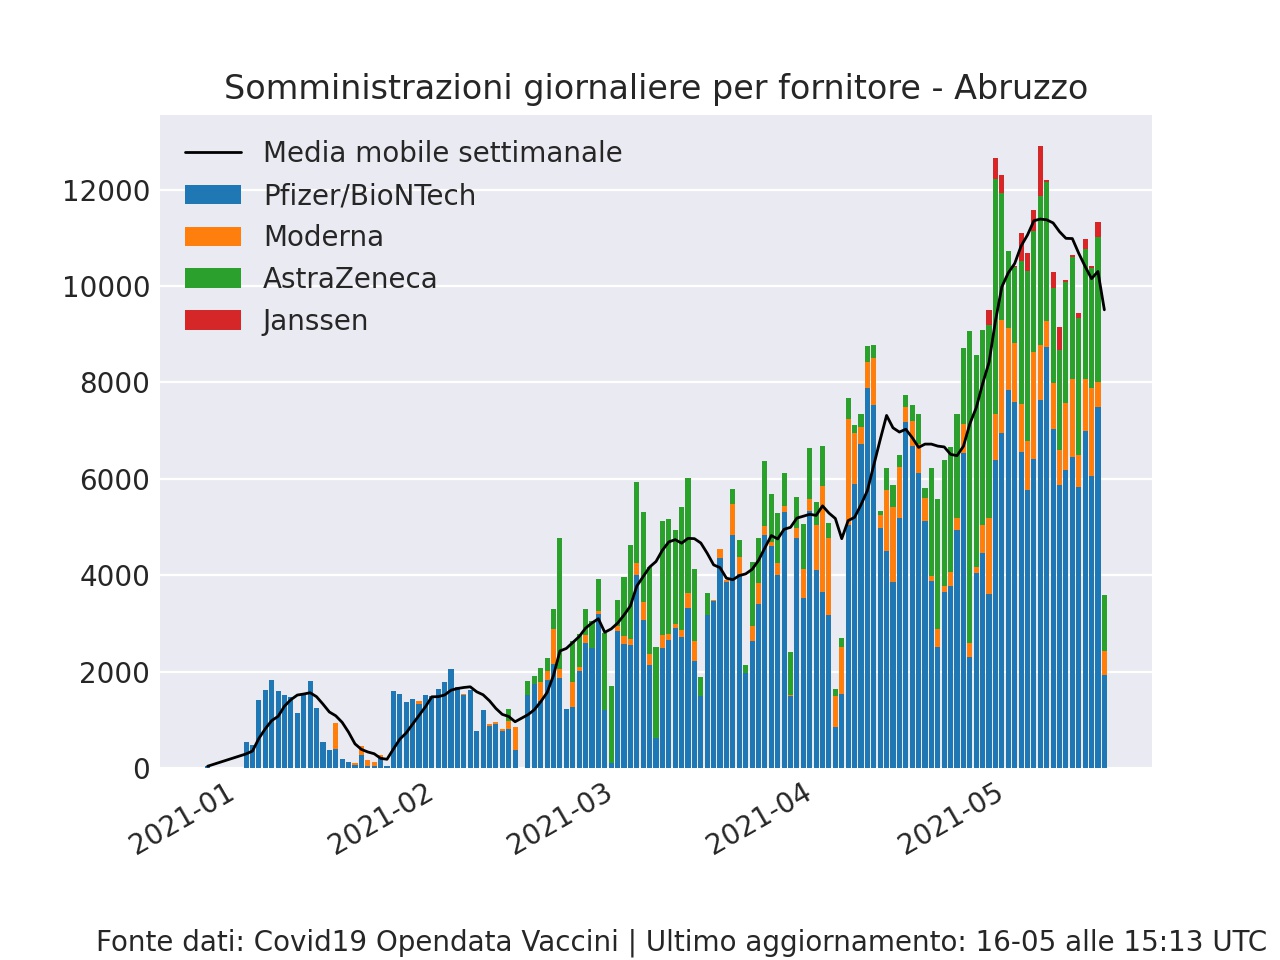 Somministrazioni giornaliere per fornitore - Abruzzo
Media mobile settimanale
Pfizer/BioNTech
Moderna
AstraZeneca
Janssen
12000
10000
8000
6000
4000
2000
0
2021-01
2021-02
2021-03
2021-04
2021-05
Fonte dati: Covid19 Opendata Vaccini | Ultimo aggiornamento: 16-05 alle 15:13 UTC